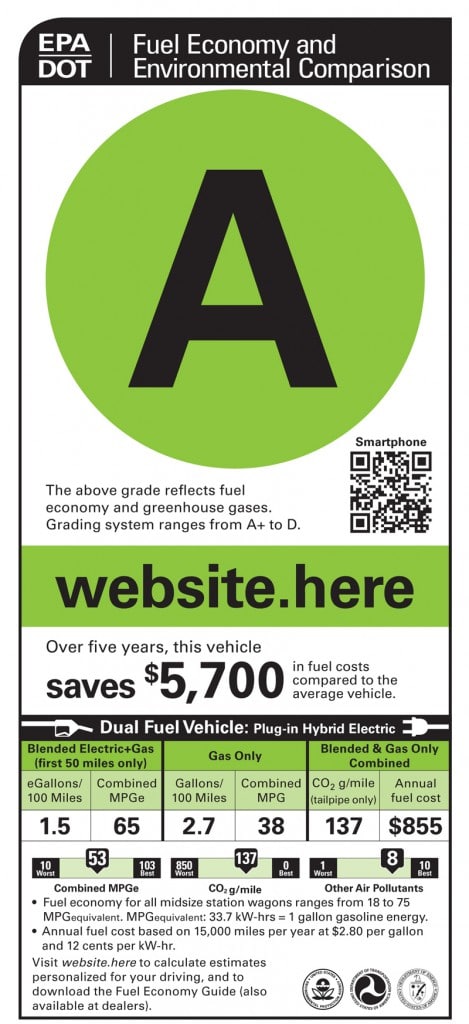 EPA
DOT
Fuel Economy and
Environmental Comparison
A
Smartphone
The above grade reflects fuel
economy and greenhouse gases.
Grading system ranges from A+ to D.
website.here
Over five years, this vehicle
saves $5,700 in fuel costs
compared to the
average vehicle.
Dual Fuel Vehicle: Plug-in Hybrid Electric
Blended Electric+Gas
(first 50 miles only)
Gas Only
Blended & Gas Only
Combined
eGallons/
100 Miles
Combined
MPGe
Gallons/
100 Miles
Combined
MPG
CO2 g/mile
(tailpipe only)
Annual
fuel cost
1.5 65 2.7 38 137 $855
10
Worst
53
103
Best
850
Worst
137
0
Best
1
Worst
8
10
Best
Combined MPGe
CO2 g/mile
Other Air Pollutants
• Fuel economy for all midsize station wagons ranges from 18 to 75
MPGequivalent. MPGequivalent: 33.7 kW-hrs = 1 gallon gasoline energy.
• Annual fuel cost based on 15,000 miles per year at $2.80 per gallon
and 12 cents per kW-hr.
Visit website.here to calculate estimates
personalized for your driving, and to
download the Fuel Economy Guide (also
available at dealers).